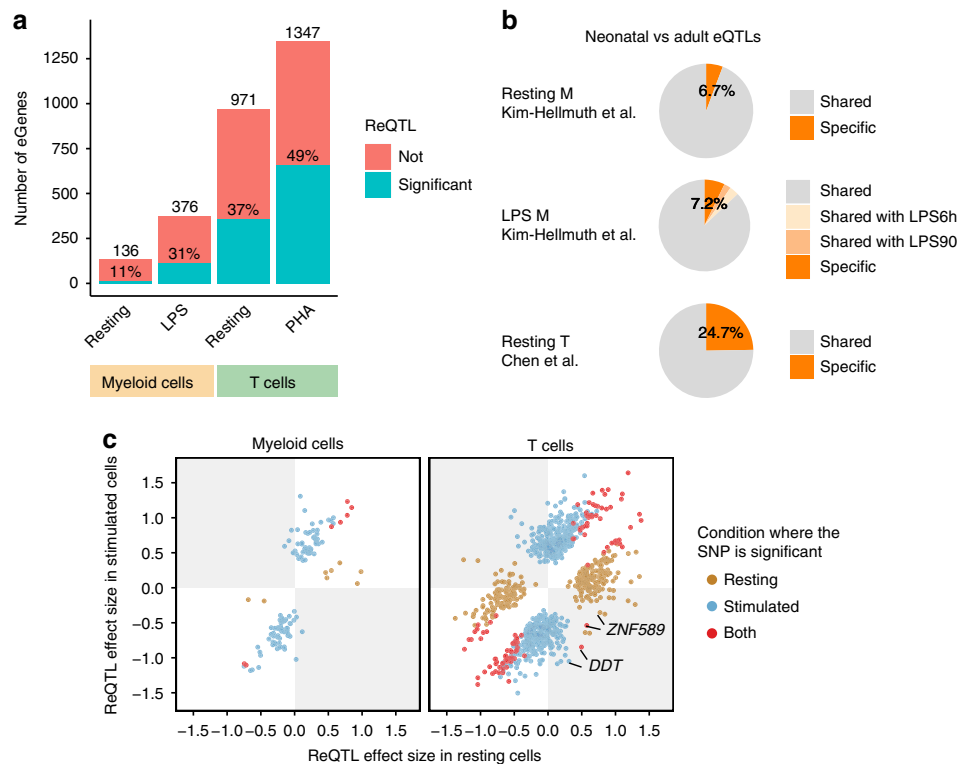 a
1347
1250
1000
971
ReQTL
Not
Significant
750
49%
500
376
37%
250
136
31%
11%
0
Number of eGenes
Resting
LPS
Resting
PHA
Myeloid cells
T cells
b
Neonatal vs adult eQTLs
Resting M
Kim-Hellmuth et al.
6.7%
Shared
Specific
LPS M
Kim-Hellmuth et al.
7.2%
Shared
Shared with LPS6h
Shared with LPS90
Specific
Resting T
Chen et al.
24.7%
Shared
Specific
c
Myeloid cells
T cells
ReQTL effect size in stimulated cells
1.5
1.0
0.5
0.0
−0.5
−1.0
−1.5
ZNF589
DDT
−1.5 −1.0 −0.5 0.0 0.5 1.0 1.5
−1.5 −1.0 −0.5 0.0 0.5 1.0 1.5
ReQTL effect size in resting cells
Condition where the
SNP is significant
Resting
Stimulated
Both